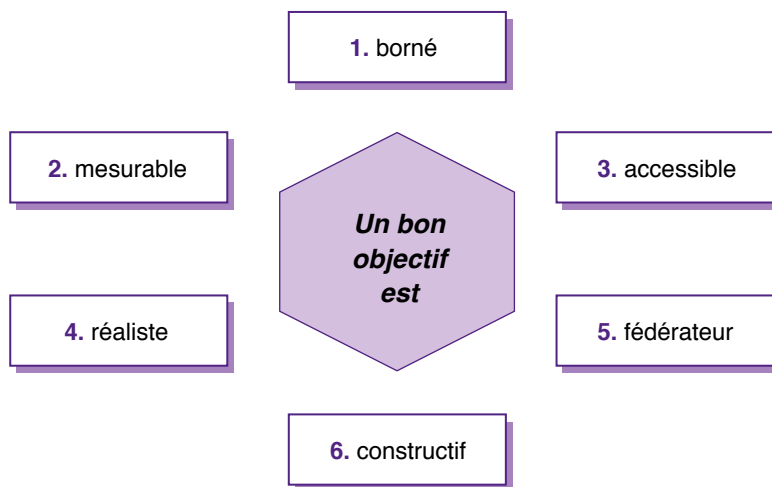 1. borné
2. mesurable
3. accessible
Un bon
objectif
est
4. réaliste
5. fédérateur
6. constructif